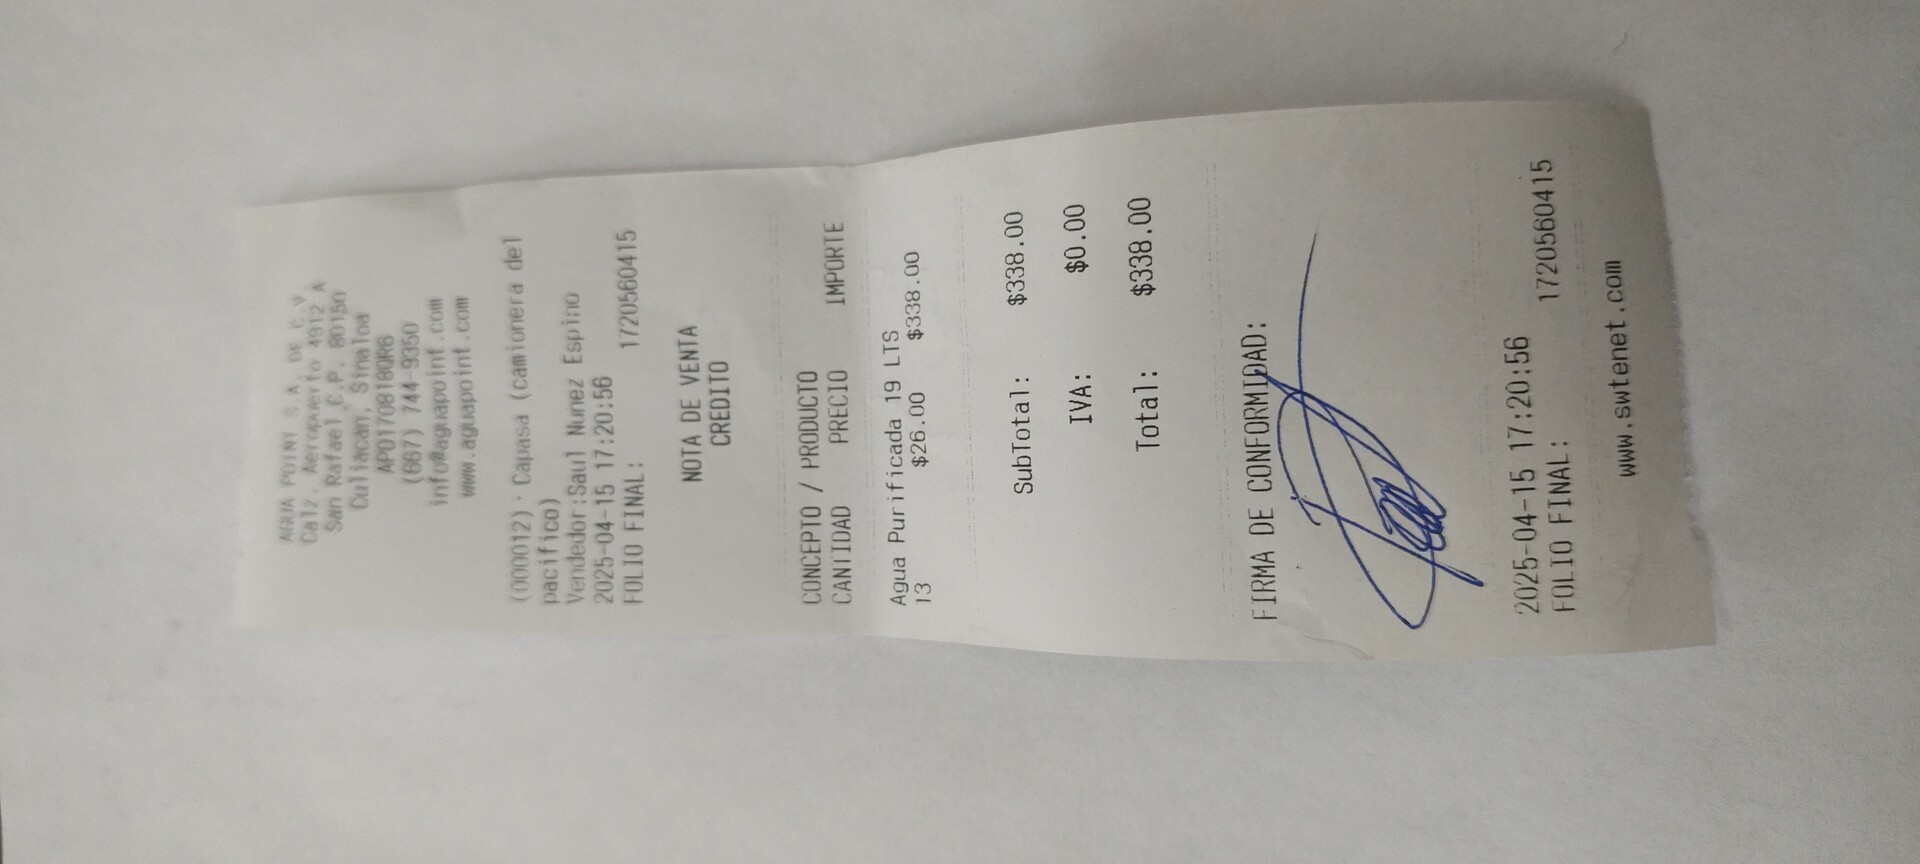 AGUA POINT S.A. DE C.V.
Calz. Aeropuerto 4912 A
San Rafael C.P. 80150
Culiacan, Sinaloa
APO170818QR6
(667) 744-9350
info@aguapoint.com
www.aguapoint.com
(000012) - Capasa (camionera del
pacifico)
Vendedor:Saul Nunez Espino
2025-04-15 17:20:56
FOLIO FINAL: 1720560415
NOTA DE VENTA
CREDITO
CONCEPTO / PRODUCTO
CANTIDAD PRECIO IMPORTE
Agua Purificada 19 LTS
13 $26.00 $338.00
SubTotal: $338.00
IVA: $0.00
Total: $338.00
FIRMA DE CONFORMIDAD:
2025-04-15 17:20:56
FOLIO FINAL: 1720560415
www.swtenet.com